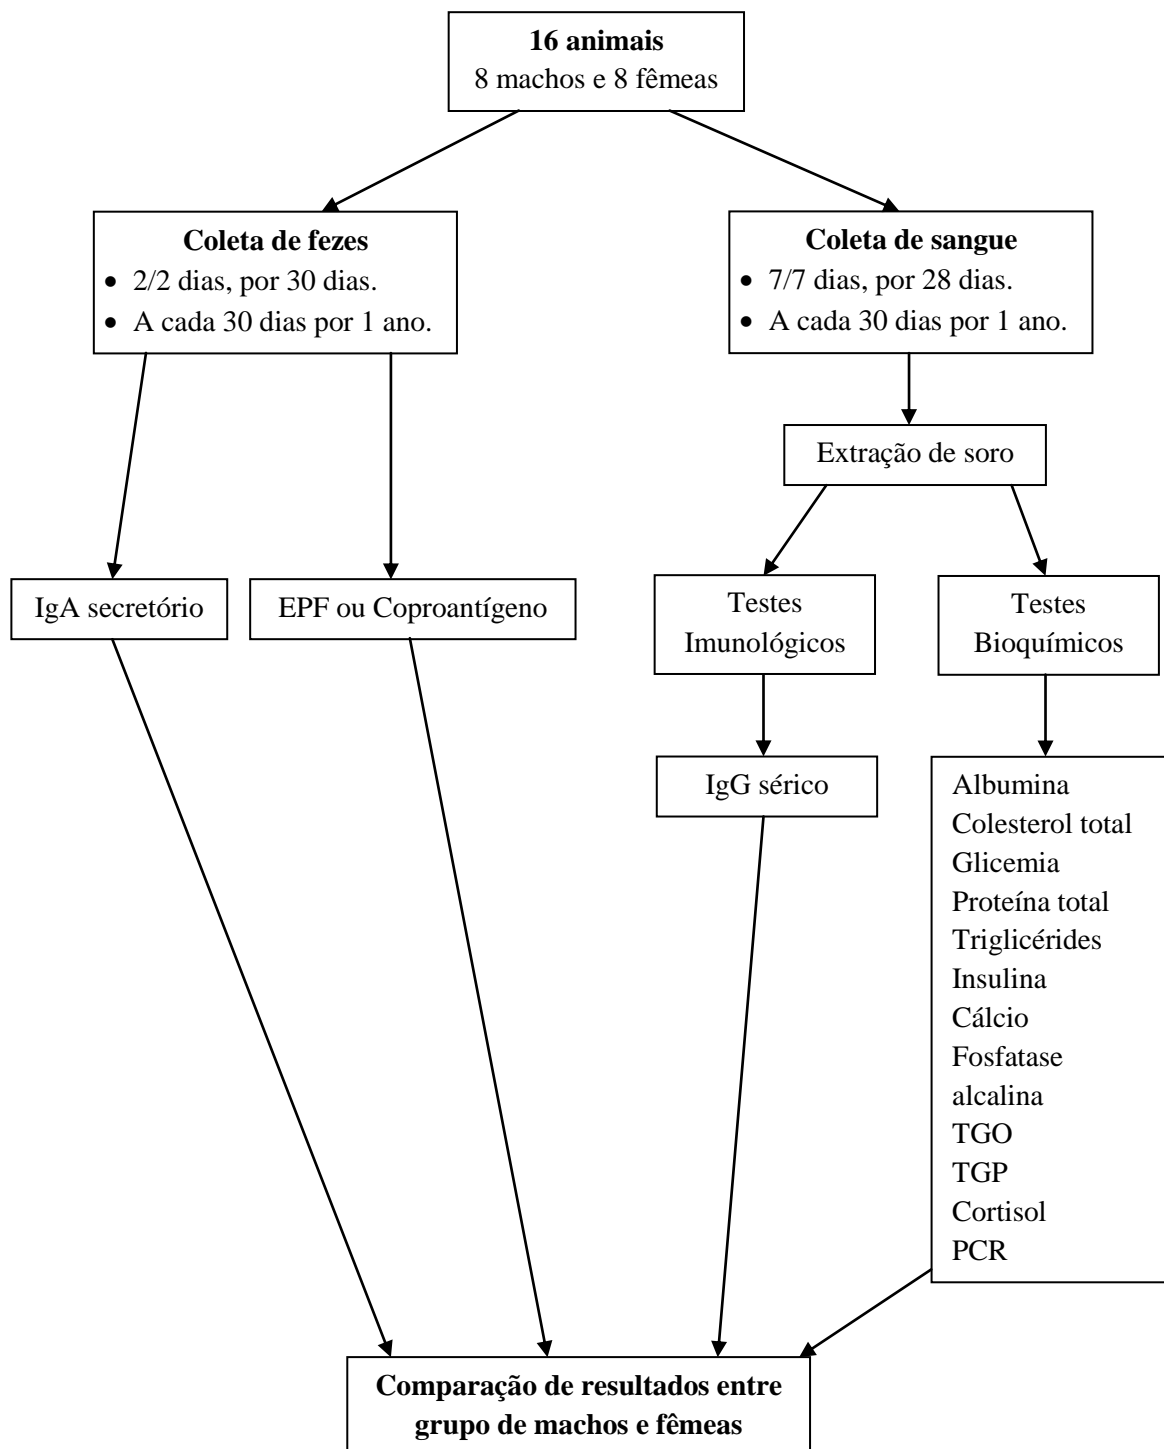 16 animais
8 machos e 8 fêmeas
Coleta de fezes
• 2/2 dias, por 30 dias.
• A cada 30 dias por 1 ano.
Coleta de sangue
• 7/7 dias, por 28 dias.
• A cada 30 dias por 1 ano.
Extração de soro
IgA secretório
EPF ou Coproantígeno
Testes
Imunológicos
Testes
Bioquímicos
IgG sérico
Albumina
Colesterol total
Glicemia
Proteína total
Triglicérides
Insulina
Cálcio
Fosfatase
alcalina
TGO
TGP
Cortisol
PCR
Comparação de resultados entre
grupo de machos e fêmeas